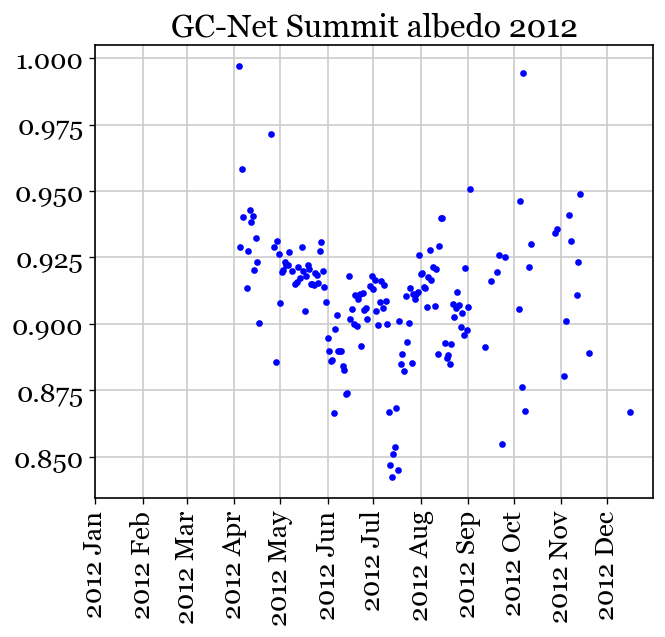 GC-Net Summit albedo 2012
1.000
0.975
0.950
0.925
0.900
0.875
0.850
2012 Jan
2012 Feb
2012 Mar
2012 Apr
2012 May
2012 Jun
2012 Jul
2012 Aug
2012 Sep
2012 Oct
2012 Nov
2012 Dec